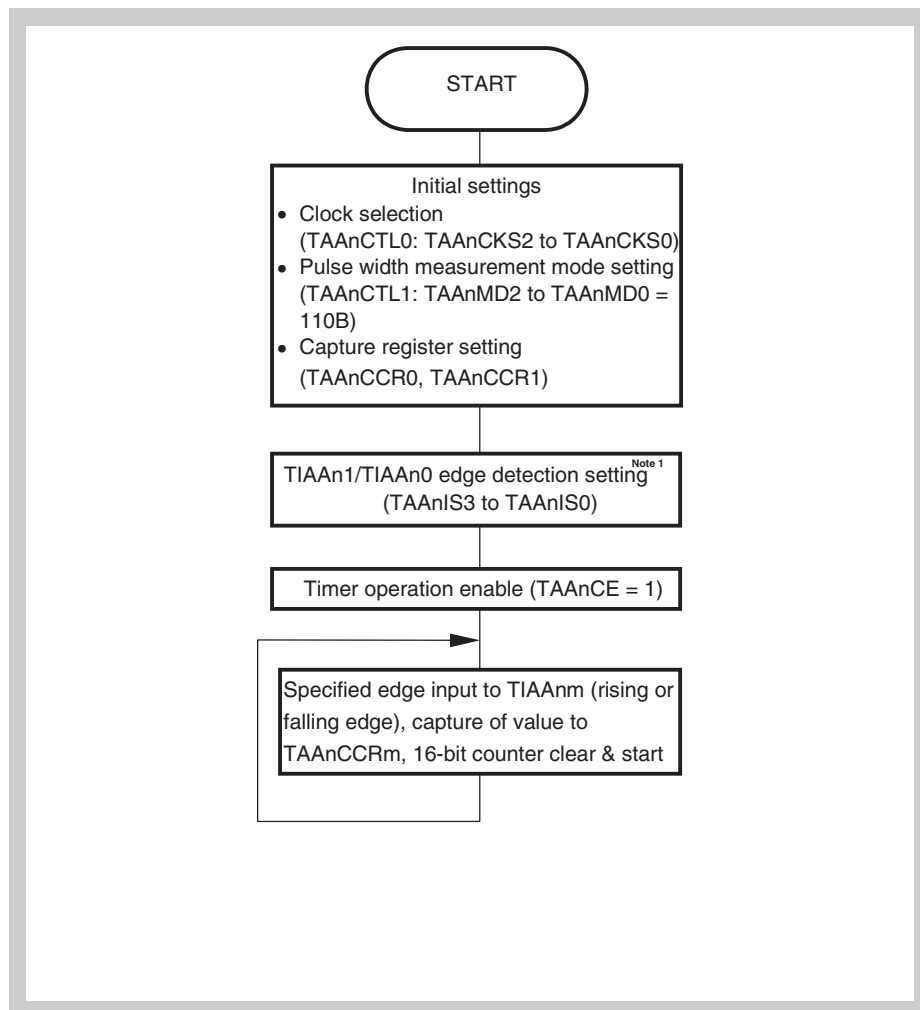 START
Initial settings
• Clock selection
(TAAnCTL0: TAAnCKS2 to TAAnCKS0)
• Pulse width measurement mode setting
(TAAnCTL1: TAAnMD2 to TAAnMD0 =
110B)
• Capture register setting
(TAAnCCR0, TAAnCCR1)
TIAAn1/TIAAn0 edge detection setting Note 1
(TAAnIS3 to TAAnIS0)
Timer operation enable (TAAnCE = 1)
Specified edge input to TIAAnm (rising or
falling edge), capture of value to
TAAnCCRm, 16-bit counter clear & start